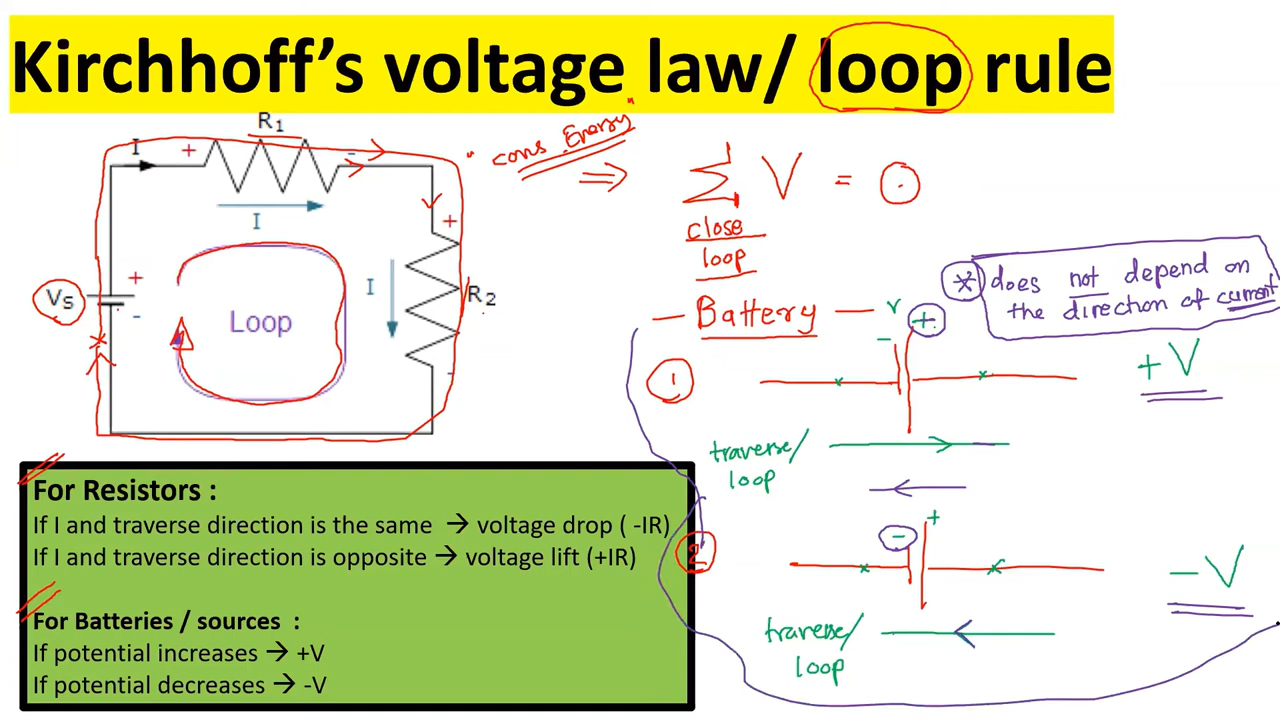 Kirchhoff's voltage law/ loop rule
R1
I
+
-
I
"cons. Energy"
⇒
∑ V = 0
close
loop
+
VS
-
Loop
I
+
R2
-
* does not depend on
the direction of current
- Battery -
V
1
-
+
+V
traverse/
loop
2
-
+
-V
traverse/
loop
For Resistors :
If I and traverse direction is the same → voltage drop ( -IR)
If I and traverse direction is opposite → voltage lift (+IR)
For Batteries / sources :
If potential increases → +V
If potential decreases → -V